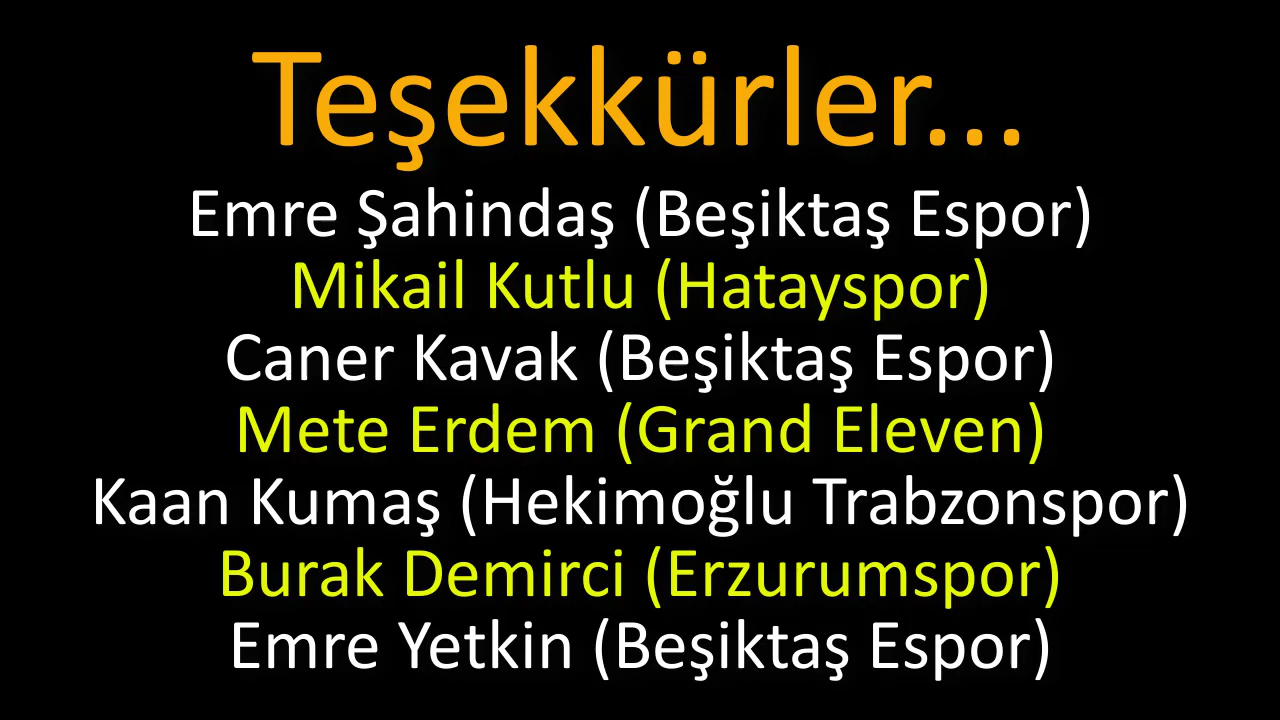 Teşekkürler...
Emre Şahindaş (Beşiktaş Espor)
Mikail Kutlu (Hatayspor)
Caner Kavak (Beşiktaş Espor)
Mete Erdem (Grand Eleven)
Kaan Kumaş (Hekimoğlu Trabzonspor)
Burak Demirci (Erzurumspor)
Emre Yetkin (Beşiktaş Espor)